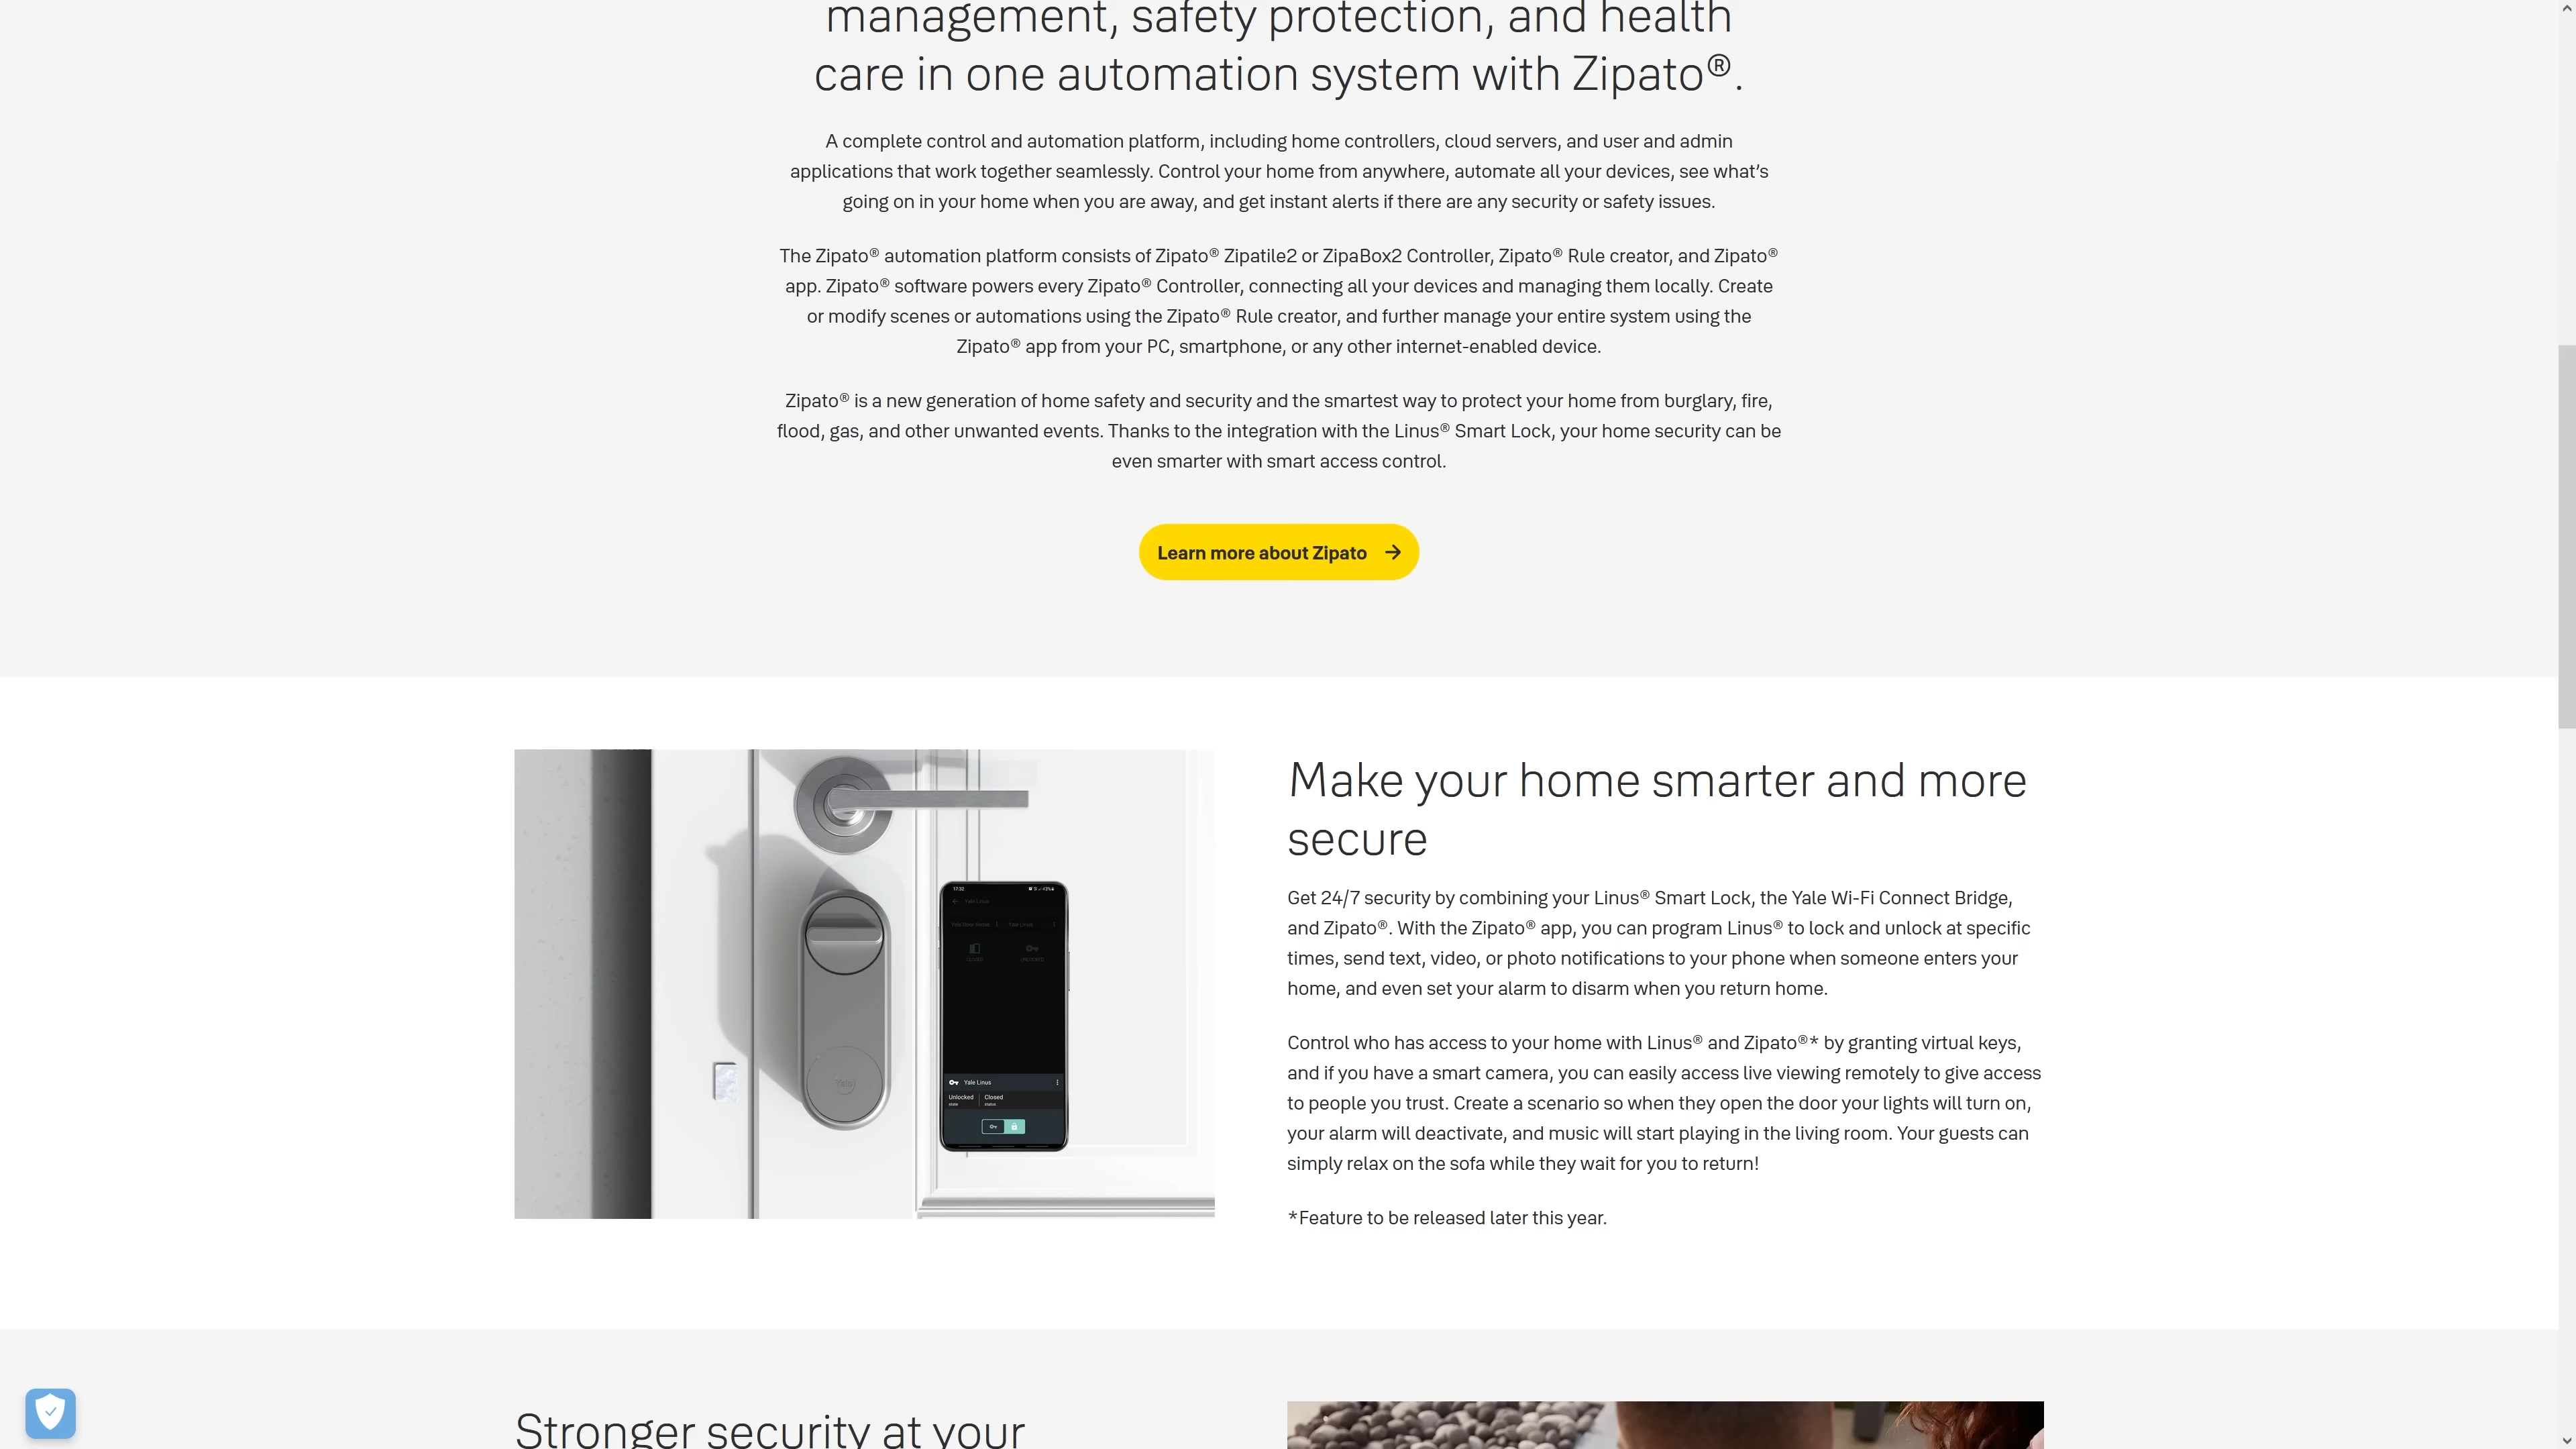 management, safety protection, and health
care in one automation system with Zipato®.
A complete control and automation platform, including home controllers, cloud servers, and user and admin
applications that work together seamlessly. Control your home from anywhere, automate all your devices, see what's
going on in your home when you are away, and get instant alerts if there are any security or safety issues.
The Zipato® automation platform consists of Zipato® Zipatile2 or ZipaBox2 Controller, Zipato® Rule creator, and Zipato®
app. Zipato® software powers every Zipato® Controller, connecting all your devices and managing them locally. Create
or modify scenes or automations using the Zipato® Rule creator, and further manage your entire system using the
Zipato® app from your PC, smartphone, or any other internet-enabled device.
Zipato® is a new generation of home safety and security and the smartest way to protect your home from burglary, fire,
flood, gas, and other unwanted events. Thanks to the integration with the Linus® Smart Lock, your home security can be
even smarter with smart access control.
Learn more about Zipato
Make your home smarter and more
secure
Get 24/7 security by combining your Linus® Smart Lock, the Yale Wi-Fi Connect Bridge,
and Zipato®. With the Zipato® app, you can program Linus® to lock and unlock at specific
times, send text, video, or photo notifications to your phone when someone enters your
home, and even set your alarm to disarm when you return home.
Control who has access to your home with Linus® and Zipato®* by granting virtual keys,
and if you have a smart camera, you can easily access live viewing remotely to give access
to people you trust. Create a scenario so when they open the door your lights will turn on,
your alarm will deactivate, and music will start playing in the living room. Your guests can
simply relax on the sofa while they wait for you to return!
*Feature to be released later this year.
17:32
Yale Linus
Yale Door Sensor Yale Linus
CLOSED UNLOCKED
Yale Linus
Unlocked Closed
state status
Yale
Stronger security at your